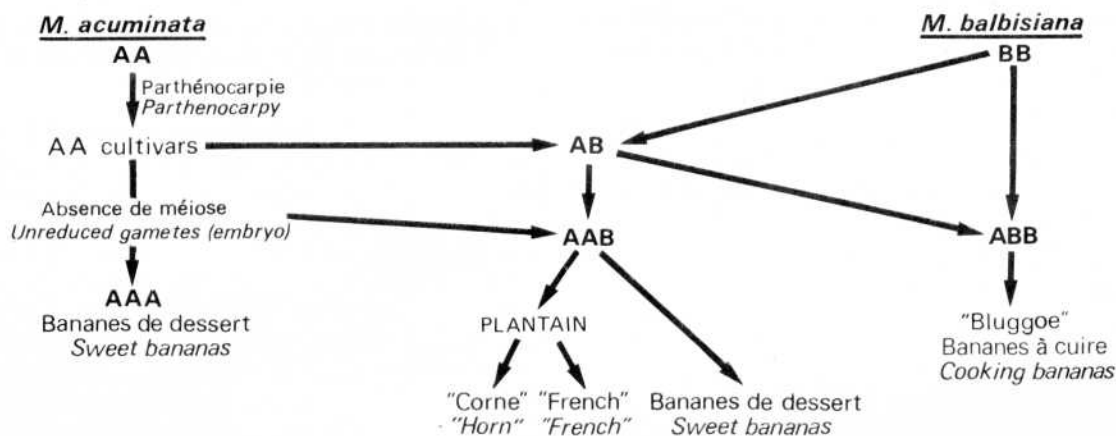 M. acuminata
AA
Parthénocarpie
Parthenocarpy
AA cultivars
Absence de méiose
Unreduced gametes (embryo)
AAA
Bananes de dessert
Sweet bananas
AB
AAB
PLANTAIN
"Corne" "French"
"Horn" "French"
Bananes de dessert
Sweet bananas
M. balbisiana
BB
ABB
"Bluggoe"
Bananes à cuire
Cooking bananas